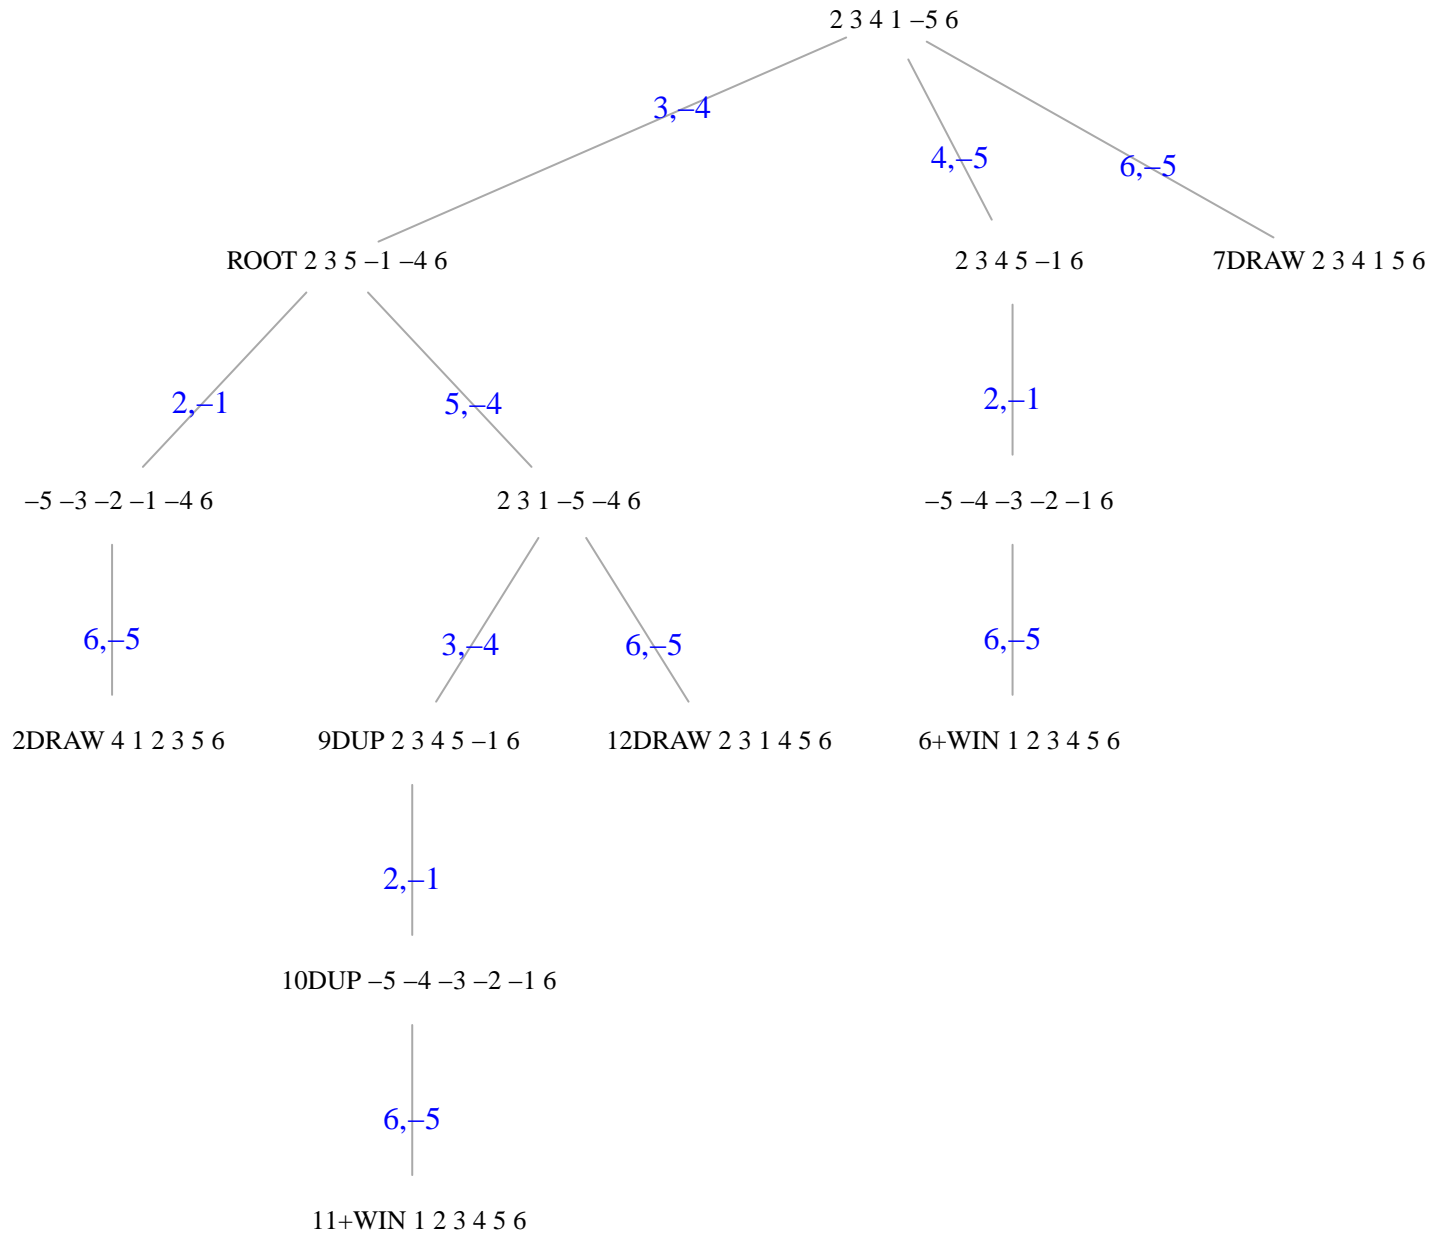 2 3 4 1 –5 6
3,–4
4,–5
6,–5
ROOT 2 3 5 –1 –4 6
2 3 4 5 –1 6
7DRAW 2 3 4 1 5 6
2,–1
5,–4
2,–1
–5 –3 –2 –1 –4 6
2 3 1 –5 –4 6
–5 –4 –3 –2 –1 6
6,–5
3,–4
6,–5
6,–5
2DRAW 4 1 2 3 5 6
9DUP 2 3 4 5 –1 6
12DRAW 2 3 1 4 5 6
6+WIN 1 2 3 4 5 6
2,–1
10DUP –5 –4 –3 –2 –1 6
6,–5
11+WIN 1 2 3 4 5 6